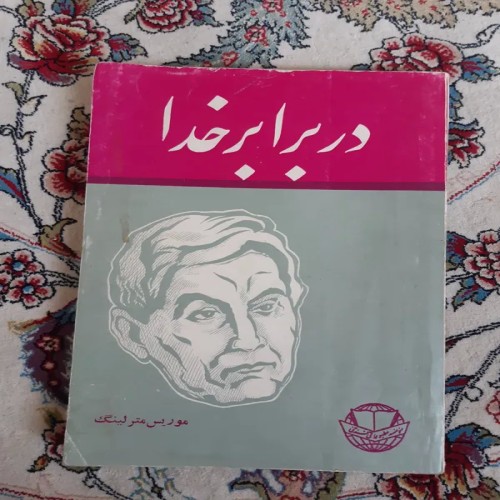 در برابر خدا
موریس مترلینگ